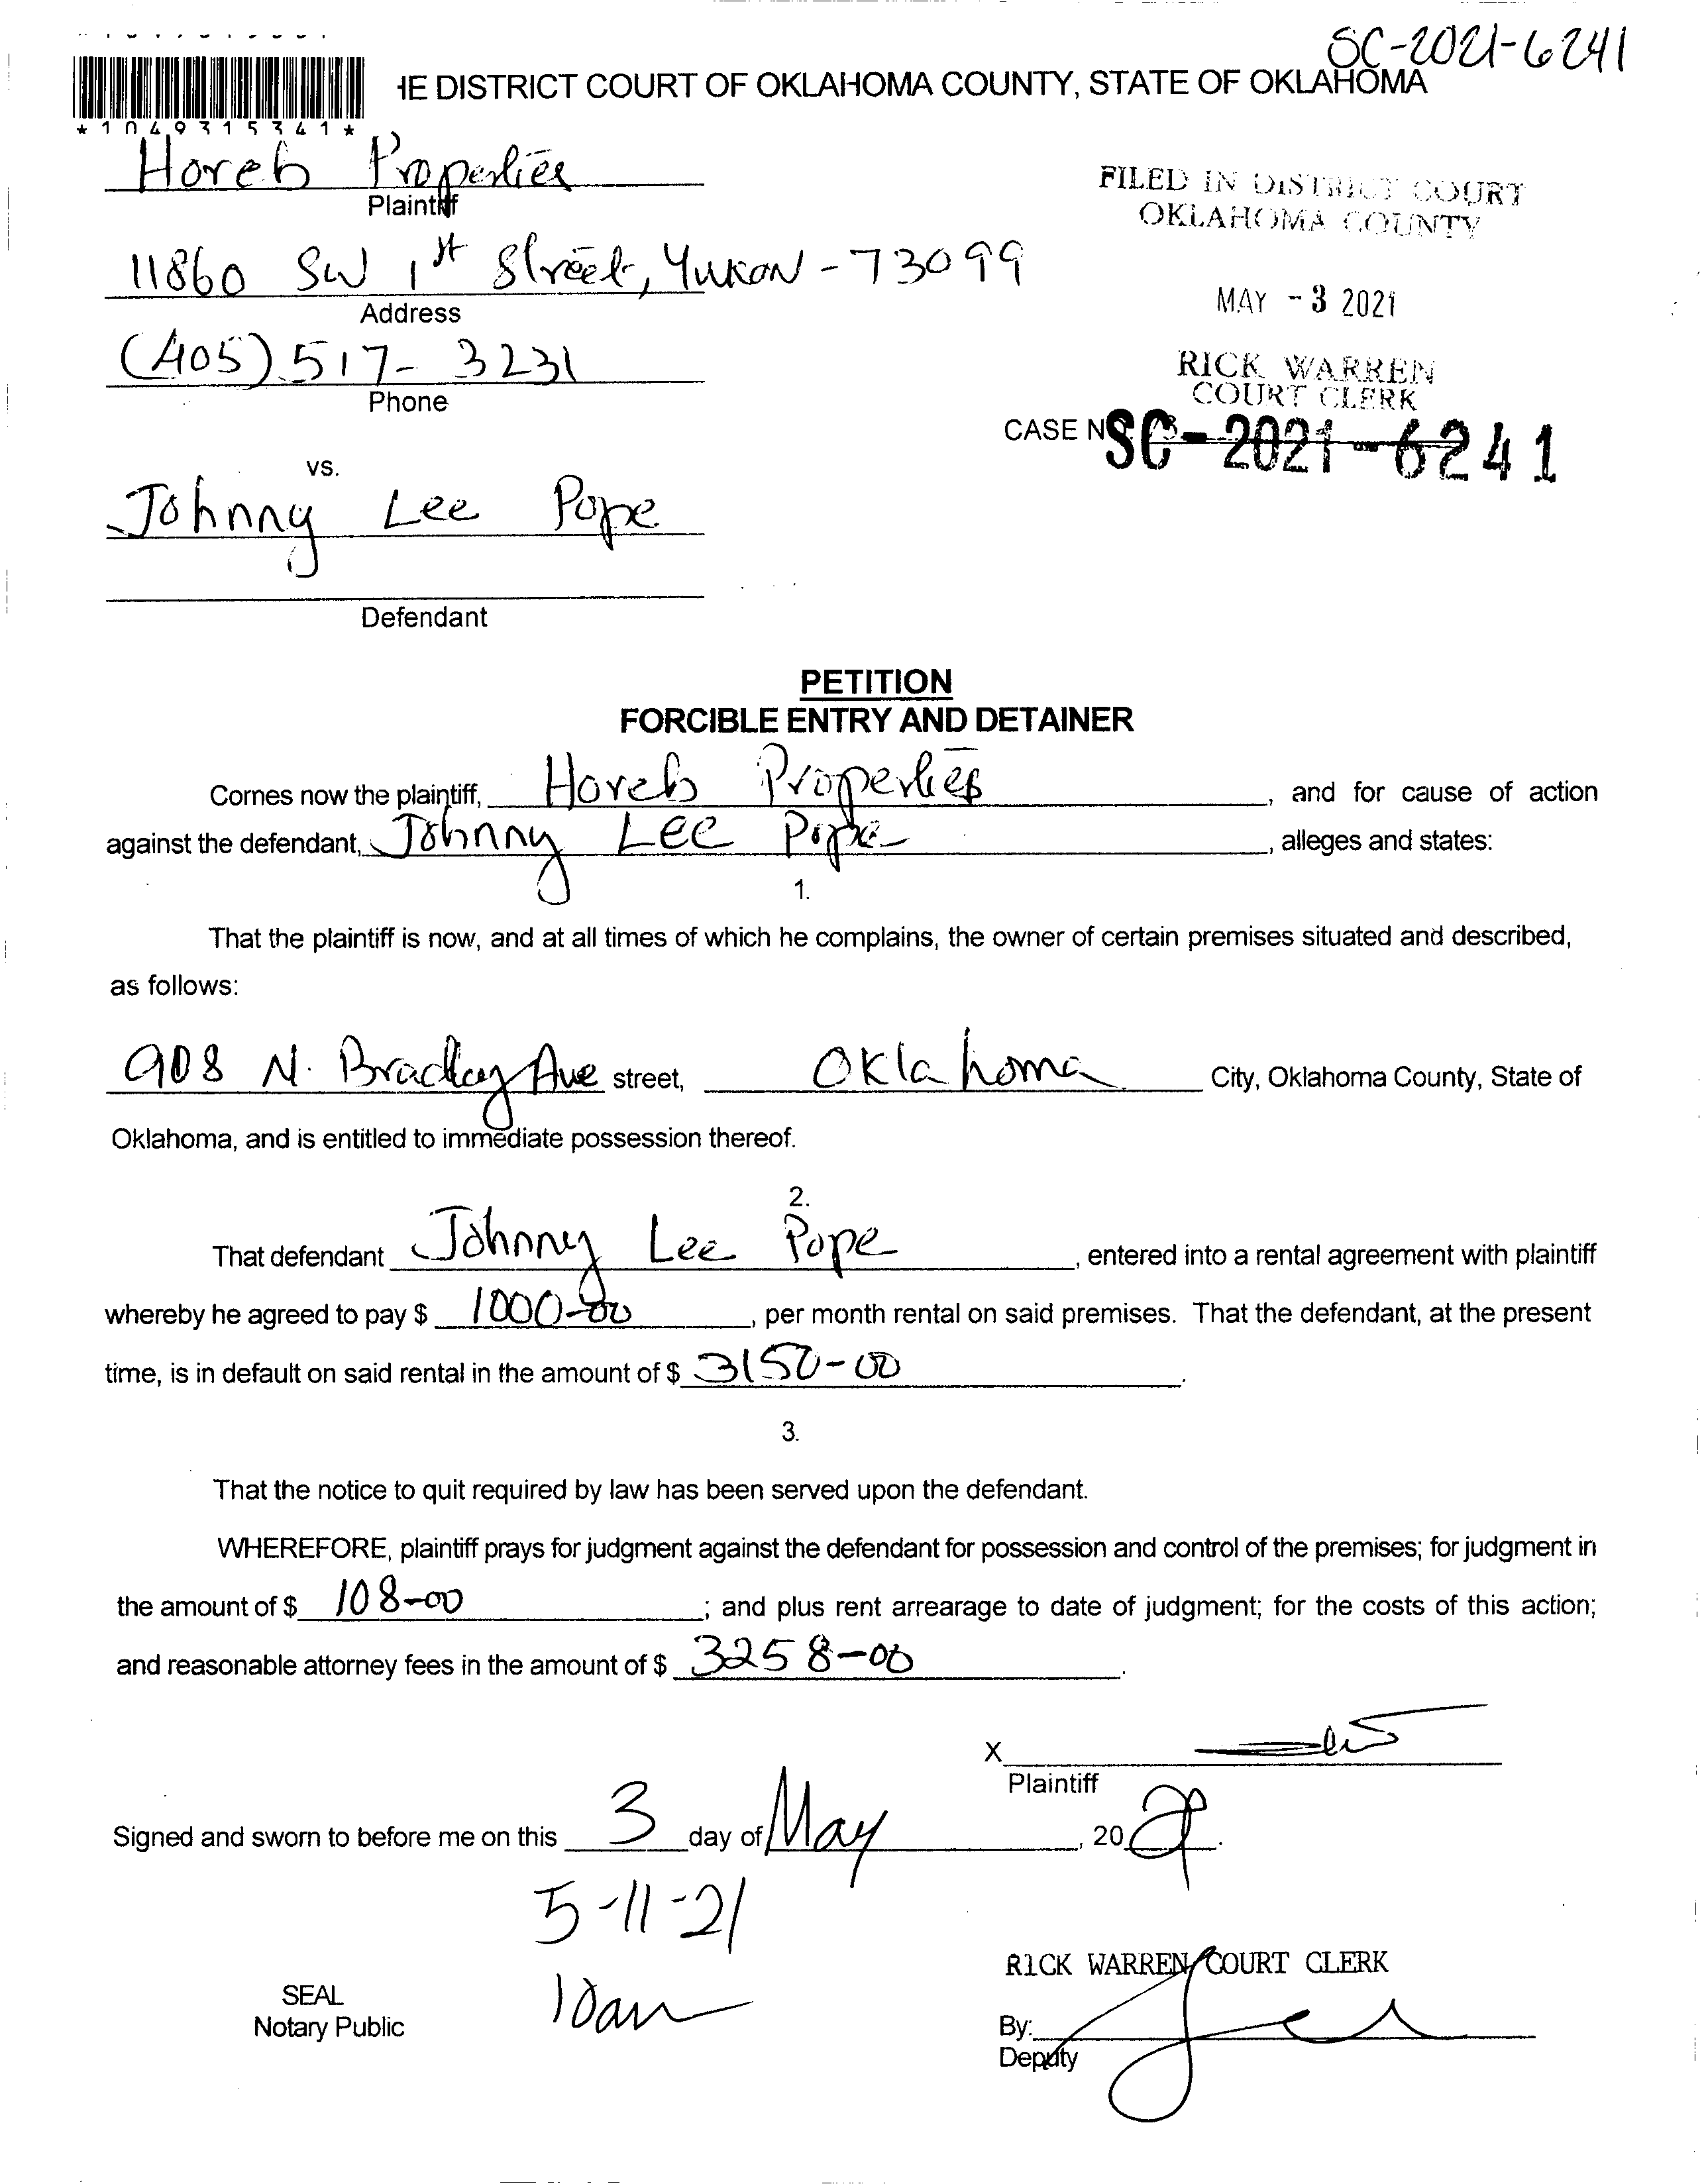 SC-2021-6241
HE DISTRICT COURT OF OKLAHOMA COUNTY, STATE OF OKLAHOMA
*1049315341*
Horeb Properties
Plaintiff
FILED IN DISTRICT COURT
OKLAHOMA COUNTY
11860 SW 1st Street, Yukon - 73099
Address
MAY - 3 2021
(405) 517- 3231
Phone
RICK WARREN
COURT CLERK
CASE NO. SC-2021-6241
vs.
Johnny Lee Pope
Defendant
PETITION
FORCIBLE ENTRY AND DETAINER
Comes now the plaintiff, Horeb Properties, and for cause of action
against the defendant, Johnny Lee Pope, alleges and states:
1.
That the plaintiff is now, and at all times of which he complains, the owner of certain premises situated and described,
as follows:
908 N. Bradley Ave street, Oklahoma City, Oklahoma County, State of
Oklahoma, and is entitled to immediate possession thereof.
2.
That defendant Johnny Lee Pope, entered into a rental agreement with plaintiff
whereby he agreed to pay $ 1000-00, per month rental on said premises. That the defendant, at the present
time, is in default on said rental in the amount of $ 3150-00.
3.
That the notice to quit required by law has been served upon the defendant.
WHEREFORE, plaintiff prays for judgment against the defendant for possession and control of the premises; for judgment in
the amount of $ 108-00; and plus rent arrearage to date of judgment; for the costs of this action;
and reasonable attorney fees in the amount of $ 3258-00.
X
Plaintiff
Signed and sworn to before me on this 3 day of May, 20 21.
5-11-21
10am
RICK WARREN, COURT CLERK
SEAL
Notary Public
By:
Deputy